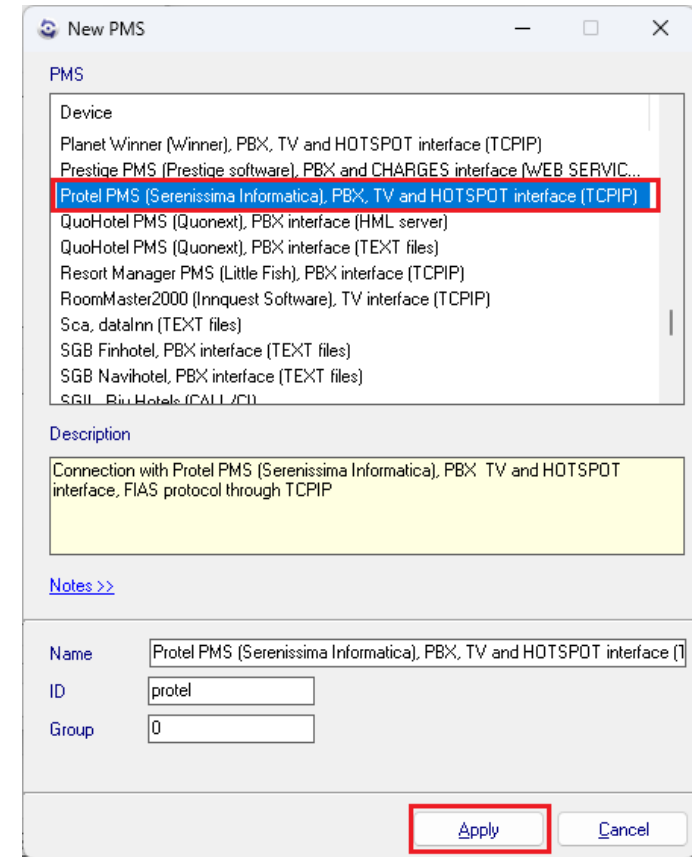 New PMS
PMS
Device
Planet Winner (Winner), PBX, TV and HOTSPOT interface (TCPIP)
Prestige PMS (Prestige software), PBX and CHARGES interface (WEB SERVIC...
Protel PMS (Serenissima Informatica), PBX, TV and HOTSPOT interface (TCPIP)
QuoHotel PMS (Quonext), PBX interface (HML server)
QuoHotel PMS (Quonext), PBX interface (TEXT files)
Resort Manager PMS (Little Fish), PBX interface (TCPIP)
RoomMaster2000 (Innquest Software), TV interface (TCPIP)
Sca, dataInn (TEXT files)
SGB Finhotel, PBX interface (TEXT files)
SGB Navihotel, PBX interface (TEXT files)
Description
Connection with Protel PMS (Serenissima Informatica), PBX TV and HOTSPOT
interface, FIAS protocol through TCPIP
Notes >>
Name Protel PMS (Serenissima Informatica), PBX, TV and HOTSPOT interface (T
ID protel
Group 0
Apply Cancel